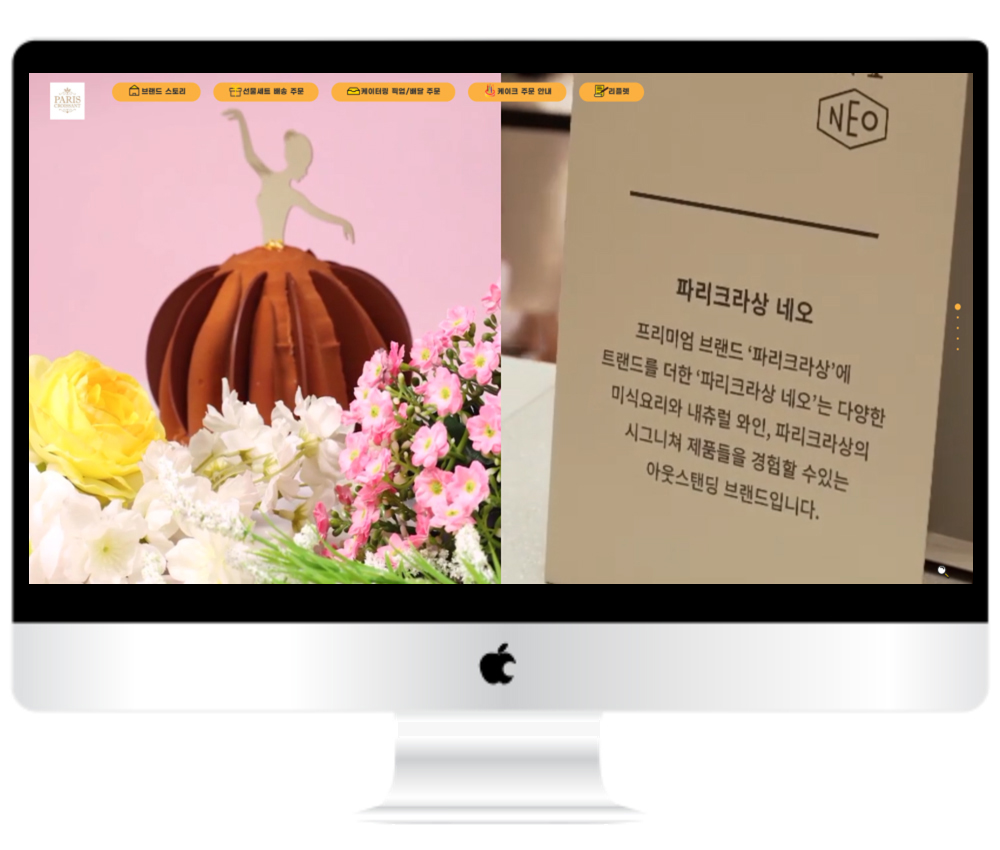 PARIS
CROISSANT
브랜드 스토리
선물세트 배송 주문
케이터링 픽업/배달 주문
케이크 주문 안내
리플렛
NEO
파리크라상 네오
프리미엄 브랜드 ‘파리크라상’에
트랜드를 더한 ‘파리크라상 네오’는 다양한
미식요리와 내츄럴 와인, 파리크라상의
시그니쳐 제품들을 경험할 수있는
아웃스탠딩 브랜드입니다.